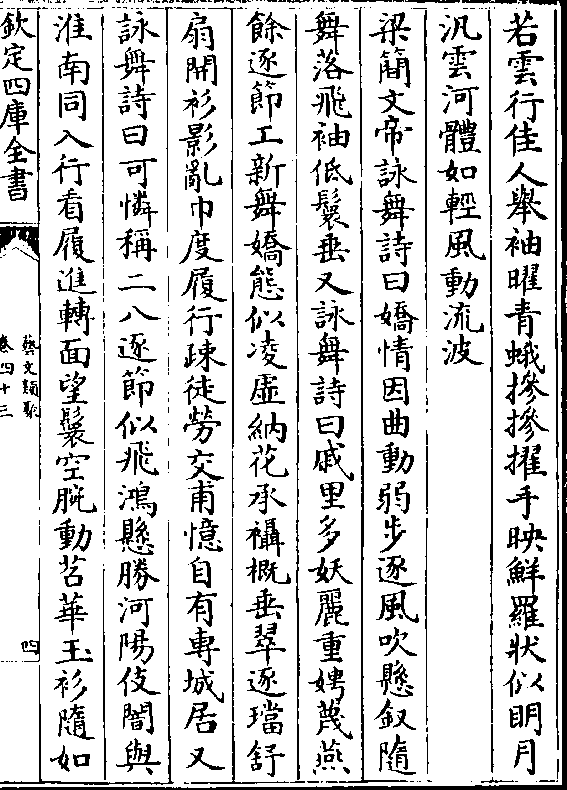 若雲行佳人舉袖曜青蛾摻摻擢手映鮮羅狀似明月
汎雲河體如輕風動流波
梁簡文帝詠舞詩曰嬌情因曲動弱步逐風吹懸釵隨
舞落飛袖低鬟垂又詠舞詩曰戚里多妖麗重娉蔑燕
餘逐節工新舞嬌態似凌虛納花承襵概垂翠逐璫舒
扇開衫影亂巾度履行疎徒勞交甫憶自有專城居又
詠舞詩曰可憐稱二八逐節似飛鴻懸勝河陽伎闇與
淮南同入行看履進轉面望鬟空腕動苕華玉衫隨如
欽定四庫全書
藝文類聚
卷四十三
四